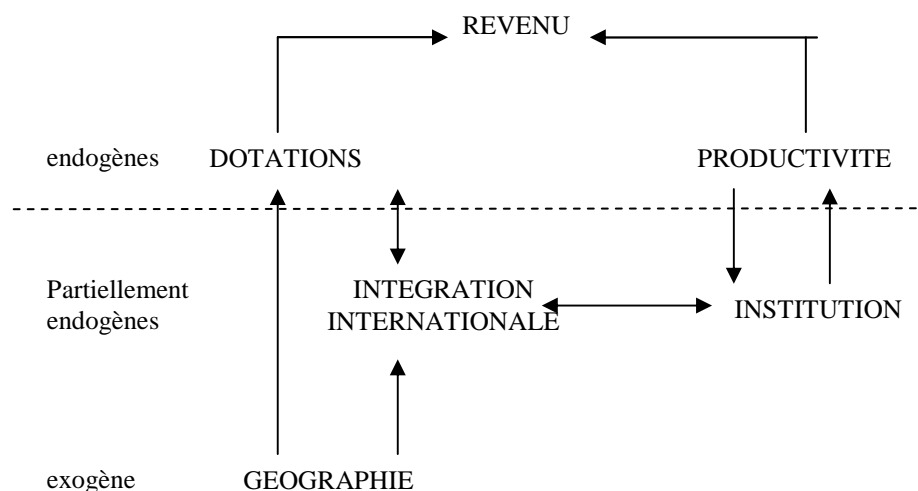 REVENU
endogènes DOTATIONS PRODUCTIVITE
Partiellement
endogènes
INTEGRATION
INTERNATIONALE
INSTITUTION
exogène GEOGRAPHIE